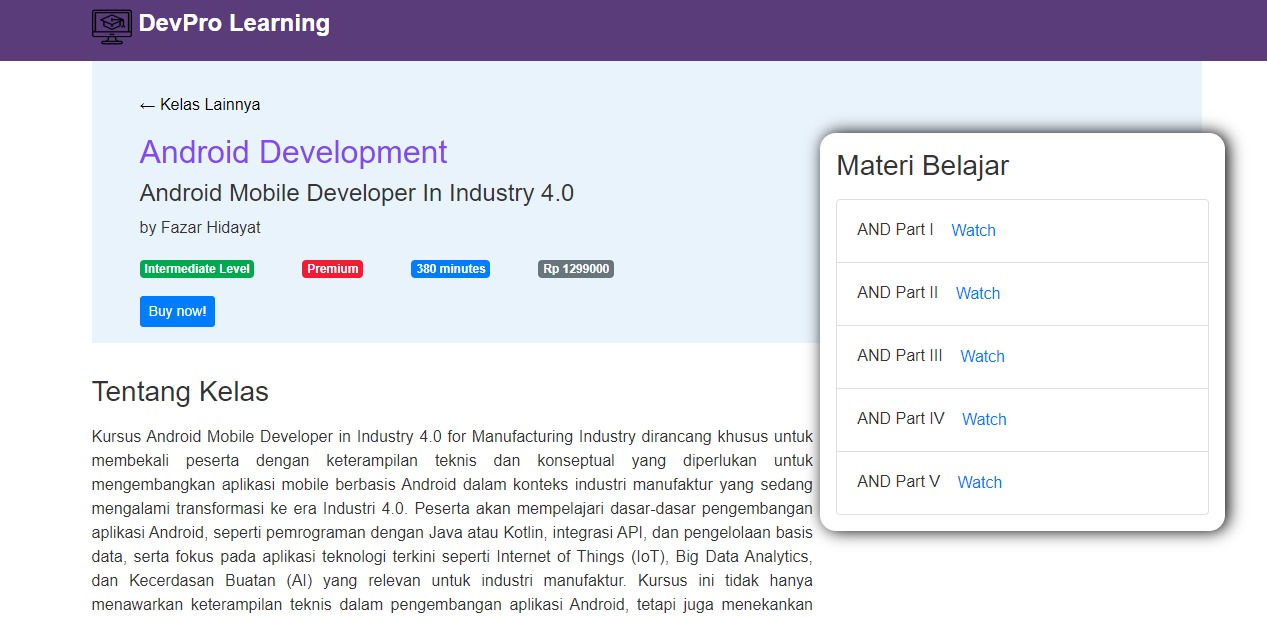 DevPro Learning
← Kelas Lainnya
Android Development
Android Mobile Developer In Industry 4.0
by Fazar Hidayat
Intermediate Level Premium 380 minutes Rp 1299000
Buy now!
Materi Belajar
AND Part I Watch
AND Part II Watch
AND Part III Watch
AND Part IV Watch
AND Part V Watch
Tentang Kelas
Kursus Android Mobile Developer in Industry 4.0 for Manufacturing Industry dirancang khusus untuk
membekali peserta dengan keterampilan teknis dan konseptual yang diperlukan untuk
mengembangkan aplikasi mobile berbasis Android dalam konteks industri manufaktur yang sedang
mengalami transformasi ke era Industri 4.0. Peserta akan mempelajari dasar-dasar pengembangan
aplikasi Android, seperti pemrograman dengan Java atau Kotlin, integrasi API, dan pengelolaan basis
data, serta fokus pada aplikasi teknologi terkini seperti Internet of Things (IoT), Big Data Analytics,
dan Kecerdasan Buatan (AI) yang relevan untuk industri manufaktur. Kursus ini tidak hanya
menawarkan keterampilan teknis dalam pengembangan aplikasi Android, tetapi juga menekankan